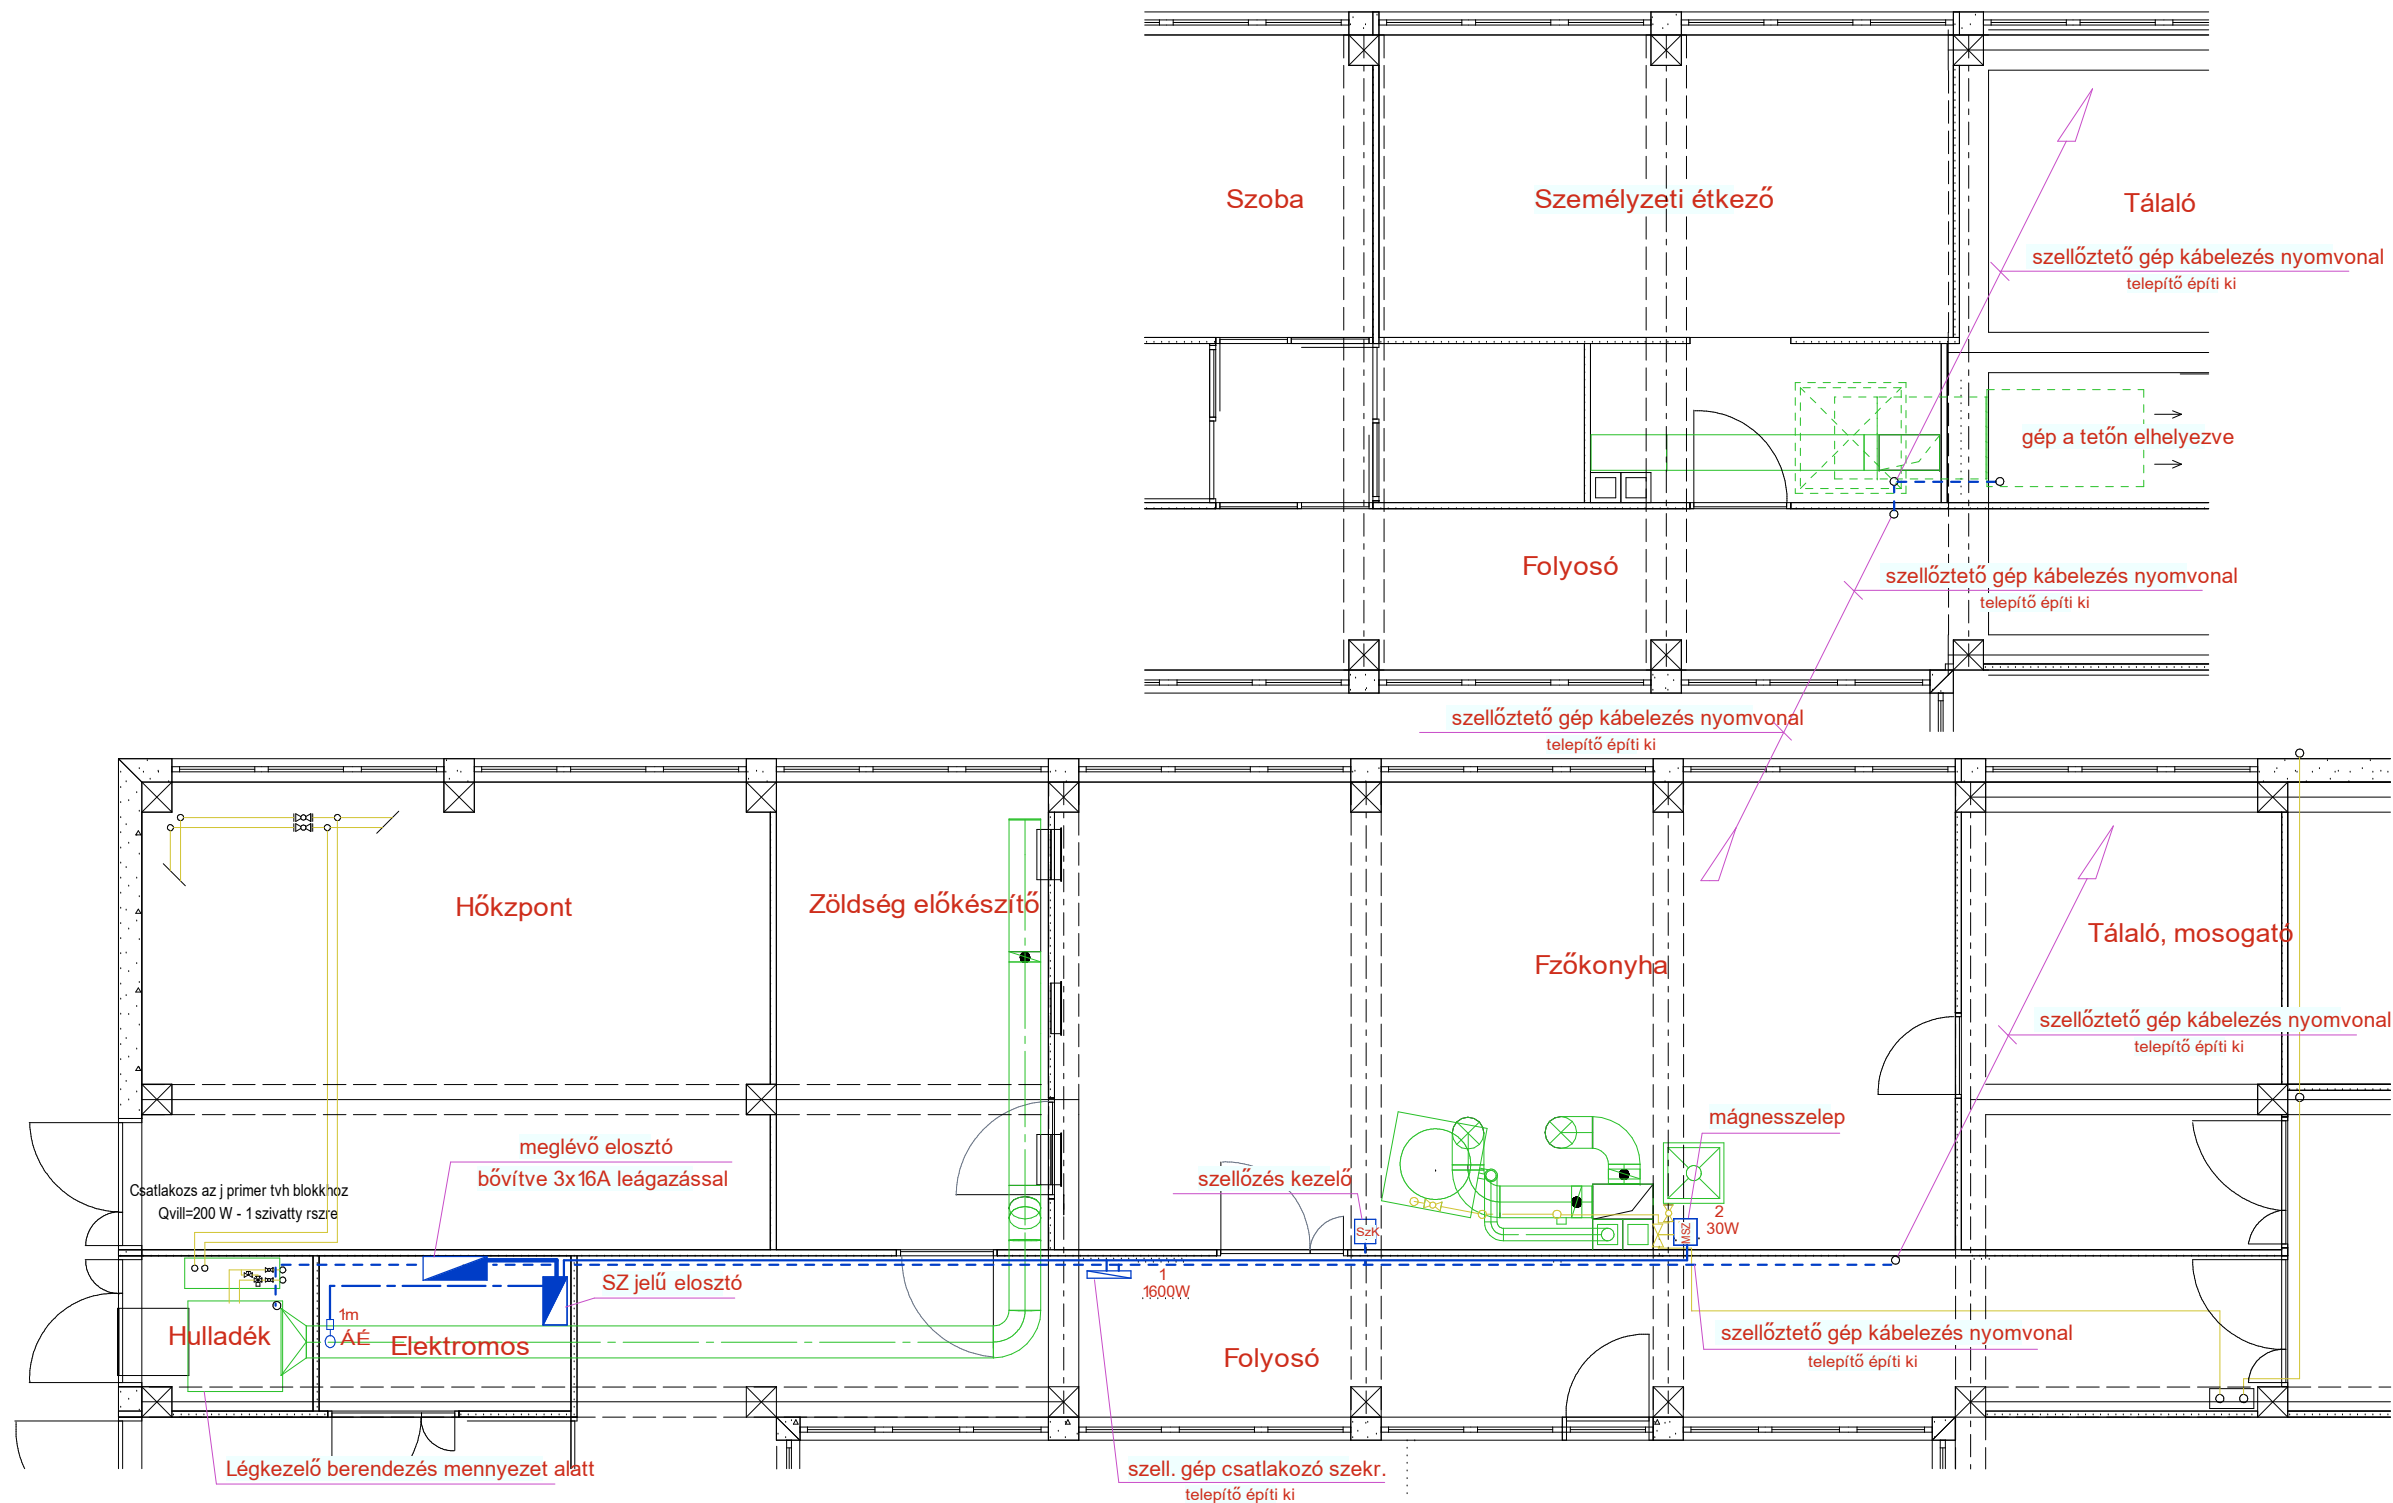 Szoba
Személyzeti étkező
Tálaló
szellőztető gép kábelezés nyomvonal
telepítő építi ki
gép a tetőn elhelyezve
Folyosó
szellőztető gép kábelezés nyomvonal
telepítő építi ki
szellőztető gép kábelezés nyomvonal
telepítő építi ki
Hőkzpont
Zöldség előkészítő
Fzőkonyha
Tálaló, mosogató
szellőztető gép kábelezés nyomvonal
telepítő építi ki
mágnesszelep
meglévő elosztó
bővítve 3x16A leágazással
szellőzés kezelő
Csatlakozs az j primer tvh blokkhoz
Qvill=200 W - 1 szivatty rszre
SzK
MSZ
2
30W
SZ jelű elosztó
1
1600W
1m
ÁÉ
Hulladék
Elektromos
Folyosó
szellőztető gép kábelezés nyomvonal
telepítő építi ki
Légkezelő berendezés mennyezet alatt
szell. gép csatlakozó szekr.
telepítő építi ki